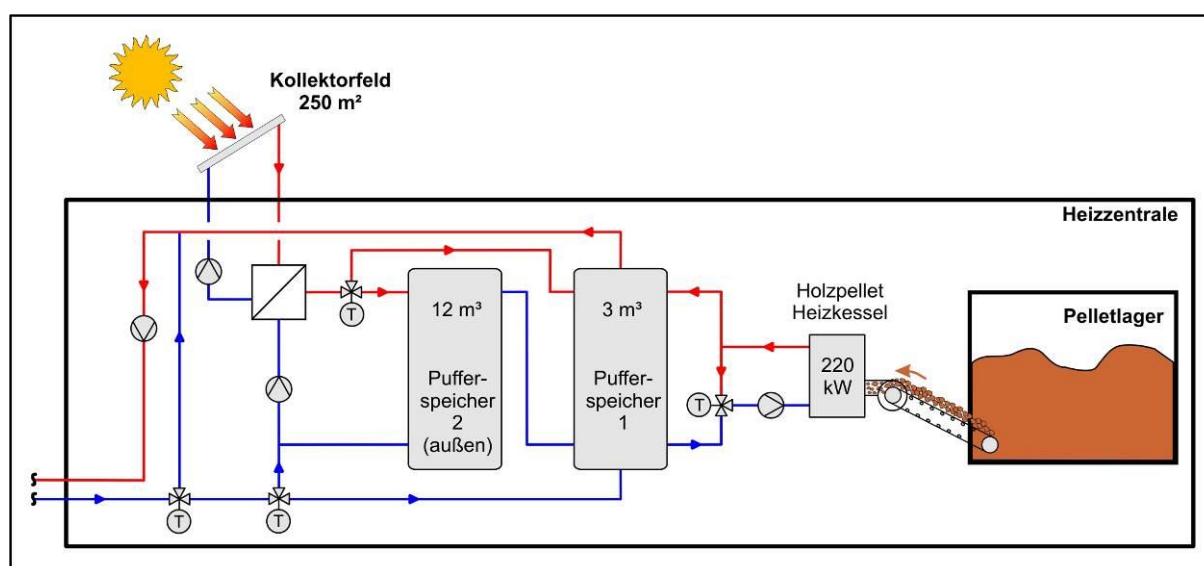 Kollektorfeld
250 m²
Heizzentrale
12 m³
Puffer-
speicher
2
(außen)
3 m³
Puffer-
speicher
1
Holzpellet
Heizkessel
220
kW
Pelletlager
T
T
T
T